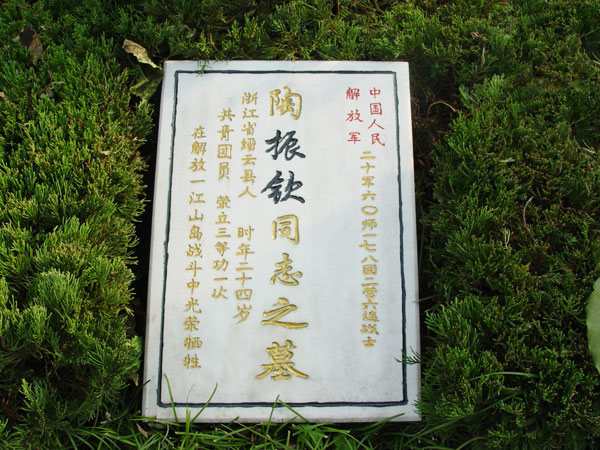 中国人民
解放军
二十军六〇师一七八团二营六连战士
陶振钦同志之墓
浙江省缙云县人 时年二十四岁
共青团员 荣立三等功一次
在解放一江山岛战斗中光荣牺牲